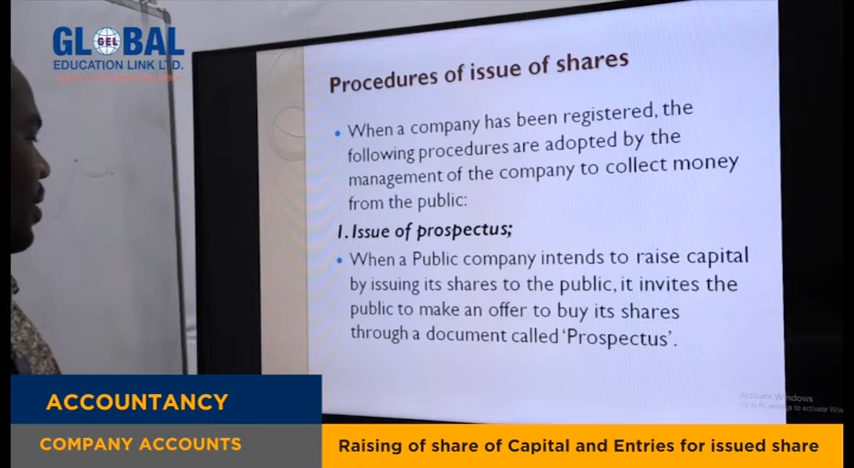 GLOBAL
GEL
EDUCATION LINK LTD.
Procedures of issue of shares
• When a company has been registered, the
following procedures are adopted by the
management of the company to collect money
from the public:
1. Issue of prospectus;
• When a Public company intends to raise capital
by issuing its shares to the public, it invites the
public to make an offer to buy its shares
through a document called 'Prospectus'.
Activate Windows
to activate Win
ACCOUNTANCY
COMPANY ACCOUNTS
Raising of share of Capital and Entries for issued share